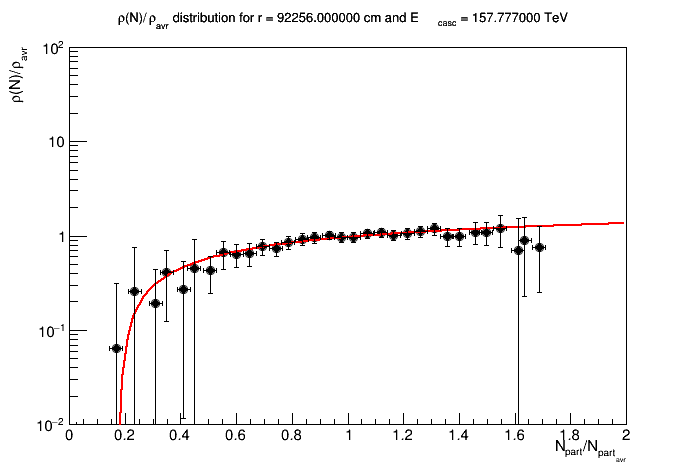 ρ(N)/ρavr distribution for r = 92256.000000 cm and E casc = 157.777000 TeV
ρ(N)/ρavr
10²
10
1
10⁻¹
10⁻²
0 0.2 0.4 0.6 0.8 1 1.2 1.4 1.6 1.8 2
Npart/Npartavr